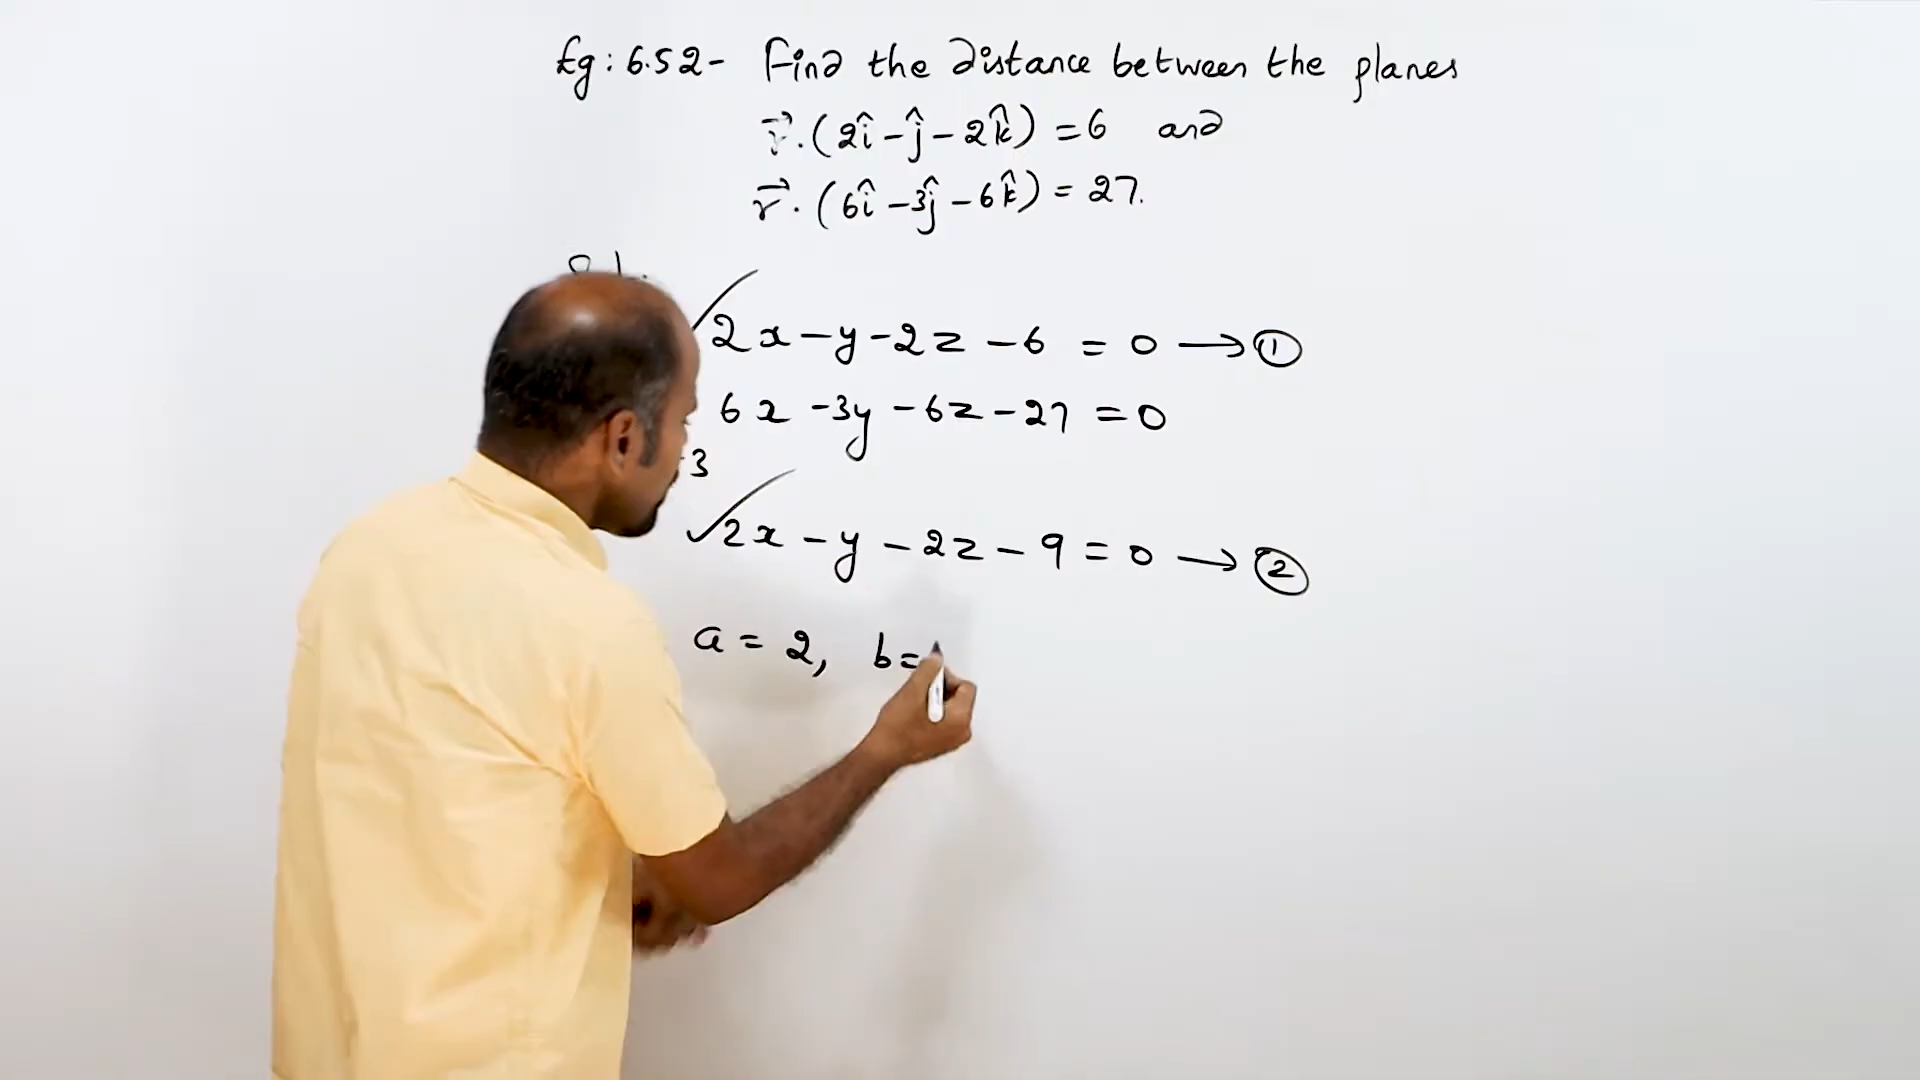 Eg: 6.52- Find the distance between the planes
r⃗.(2î-ĵ-2k̂)=6 and
r⃗.(6î-3ĵ-6k̂)=27.
2x-y-2z-6=0→①
6x-3y-6z-27=0
÷3
2x-y-2z-9=0→②
a=2, b=